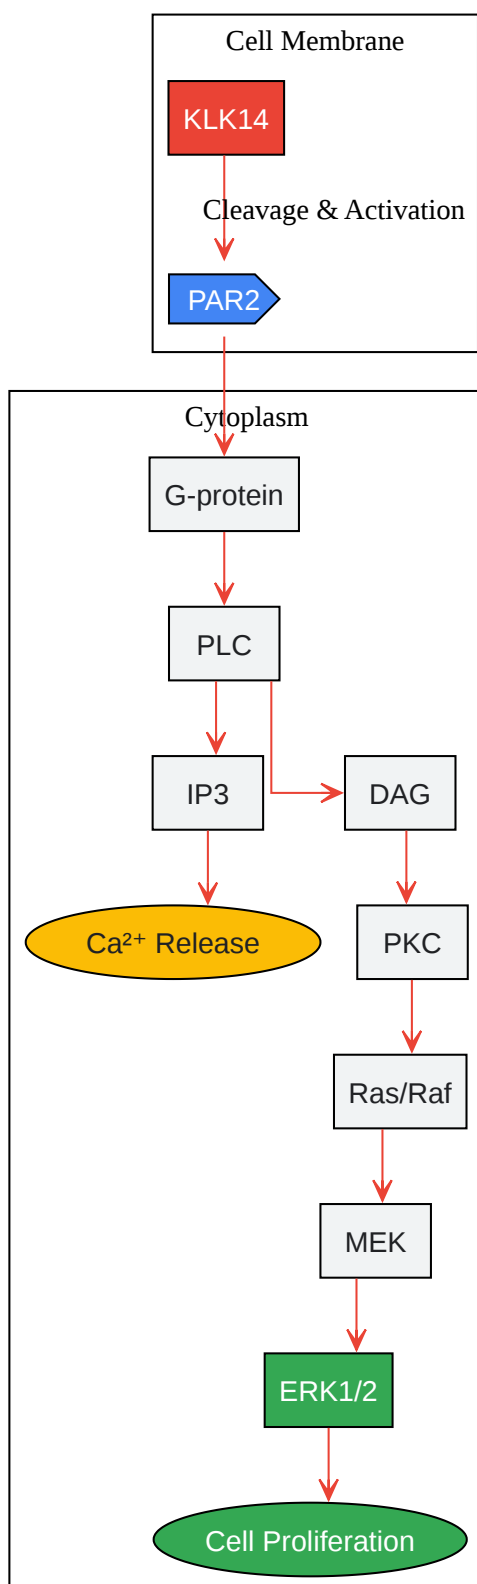 Cell Membrane
KLK14
Cleavage & Activation
PAR2
Cytoplasm
G-protein
PLC
IP3
DAG
Ca²⁺ Release
PKC
Ras/Raf
MEK
ERK1/2
Cell Proliferation